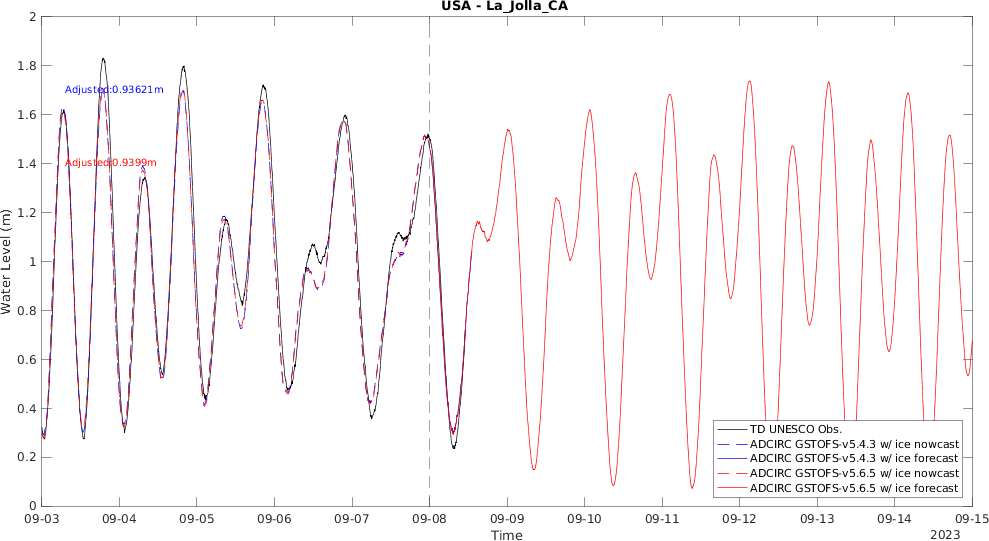 USA - La_Jolla_CA
2
1.8
1.6
1.4
1.2
1
0.8
0.6
0.4
0.2
0
Water Level (m)
Adjusted:0.93621m
Adjusted:0.9399m
TD UNESCO Obs.
ADCIRC GSTOFS-v5.4.3 w/ ice nowcast
ADCIRC GSTOFS-v5.4.3 w/ ice forecast
ADCIRC GSTOFS-v5.6.5 w/ ice nowcast
ADCIRC GSTOFS-v5.6.5 w/ ice forecast
09-03 09-04 09-05 09-06 09-07 09-08 09-09 09-10 09-11 09-12 09-13 09-14 09-15
Time
2023